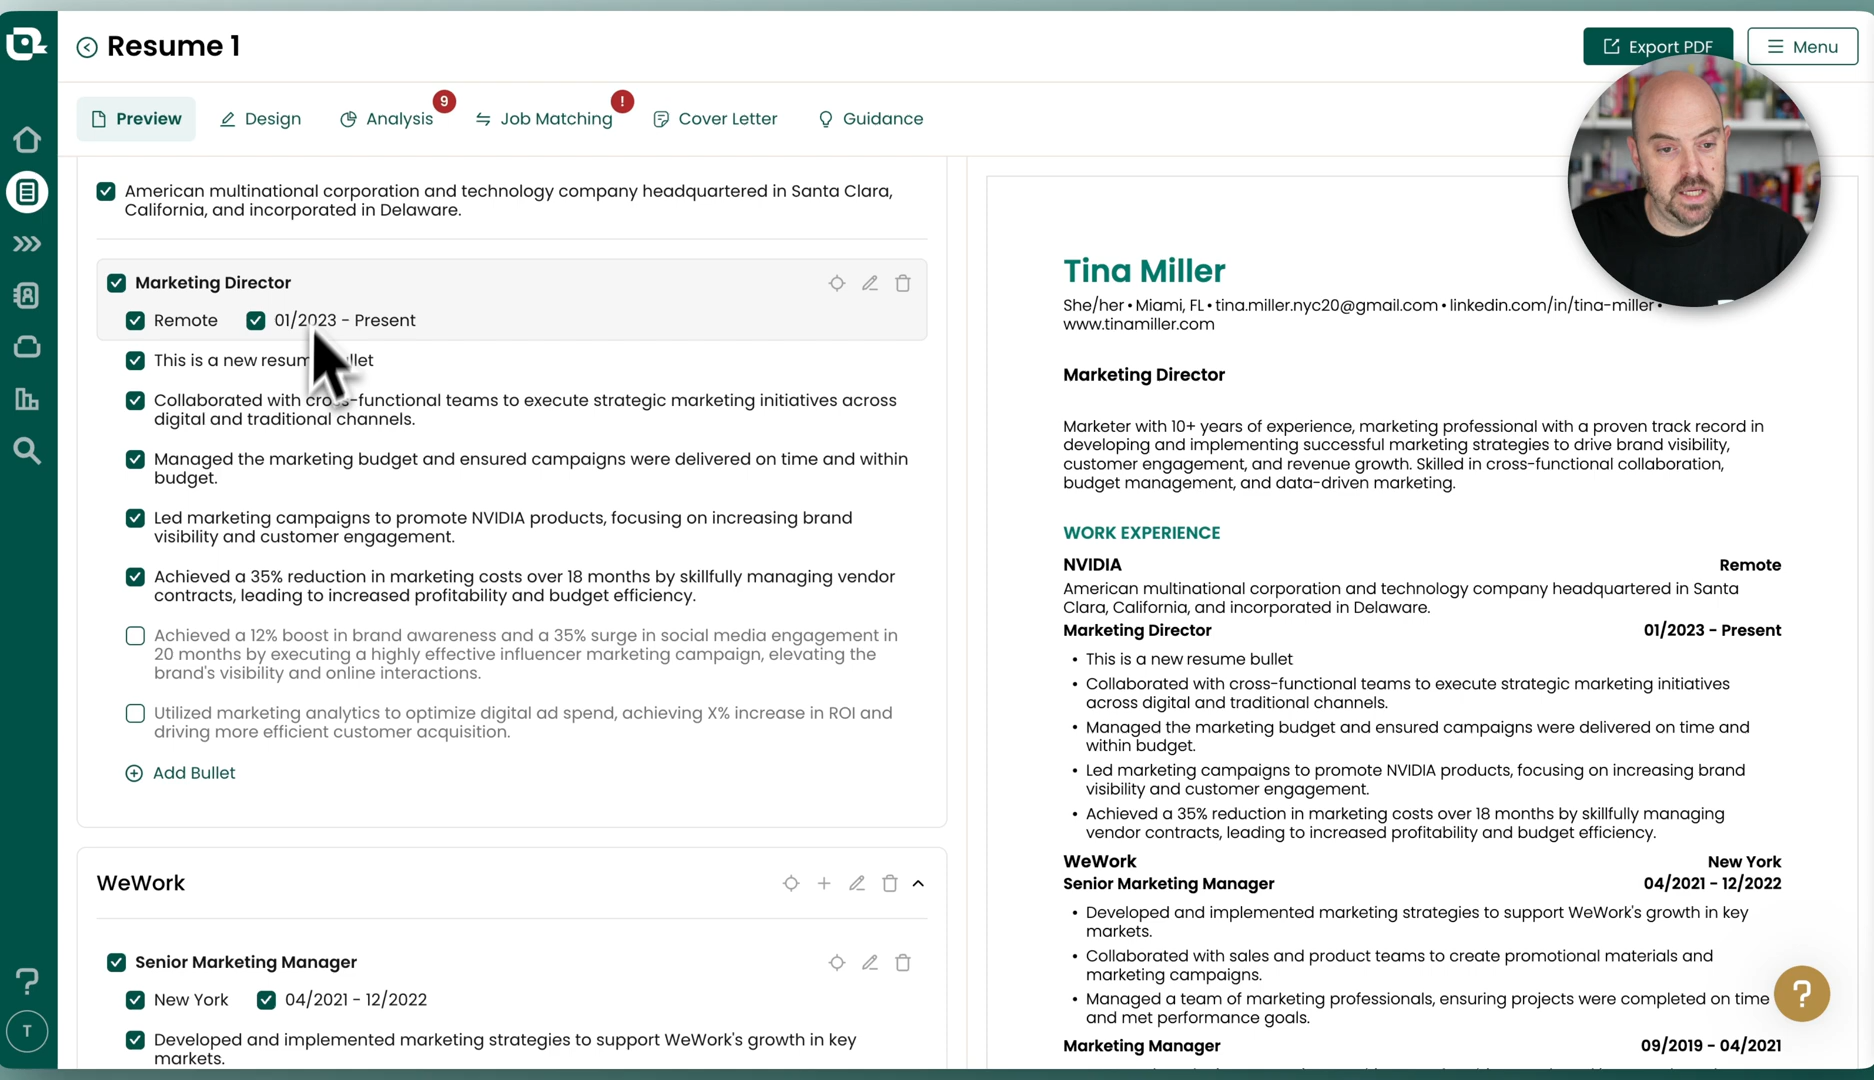 Resume 1
Export PDF
Menu
Preview
Design
Analysis
9
Job Matching
!
Cover Letter
Guidance
American multinational corporation and technology company headquartered in Santa Clara,
California, and incorporated in Delaware.
Marketing Director
Remote
01/2023 - Present
This is a new resum llet
Collaborated with cross-functional teams to execute strategic marketing initiatives across
digital and traditional channels.
Managed the marketing budget and ensured campaigns were delivered on time and within
budget.
Led marketing campaigns to promote NVIDIA products, focusing on increasing brand
visibility and customer engagement.
Achieved a 35% reduction in marketing costs over 18 months by skillfully managing vendor
contracts, leading to increased profitability and budget efficiency.
Achieved a 12% boost in brand awareness and a 35% surge in social media engagement in
20 months by executing a highly effective influencer marketing campaign, elevating the
brand's visibility and online interactions.
Utilized marketing analytics to optimize digital ad spend, achieving X% increase in ROI and
driving more efficient customer acquisition.
Add Bullet
WeWork
Senior Marketing Manager
New York
04/2021 - 12/2022
Developed and implemented marketing strategies to support WeWork's growth in key
markets.
?
T
Tina Miller
She/her • Miami, FL • tina.miller.nyc20@gmail.com • linkedin.com/in/tina-miller •
www.tinamiller.com
Marketing Director
Marketer with 10+ years of experience, marketing professional with a proven track record in
developing and implementing successful marketing strategies to drive brand visibility,
customer engagement, and revenue growth. Skilled in cross-functional collaboration,
budget management, and data-driven marketing.
WORK EXPERIENCE
NVIDIA Remote
American multinational corporation and technology company headquartered in Santa
Clara, California, and incorporated in Delaware.
Marketing Director 01/2023 - Present
• This is a new resume bullet
• Collaborated with cross-functional teams to execute strategic marketing initiatives
across digital and traditional channels.
• Managed the marketing budget and ensured campaigns were delivered on time and
within budget.
• Led marketing campaigns to promote NVIDIA products, focusing on increasing brand
visibility and customer engagement.
• Achieved a 35% reduction in marketing costs over 18 months by skillfully managing
vendor contracts, leading to increased profitability and budget efficiency.
WeWork New York
Senior Marketing Manager 04/2021 - 12/2022
• Developed and implemented marketing strategies to support WeWork's growth in key
markets.
• Collaborated with sales and product teams to create promotional materials and
marketing campaigns.
• Managed a team of marketing professionals, ensuring projects were completed on time
and met performance goals.
Marketing Manager 09/2019 - 04/2021
?